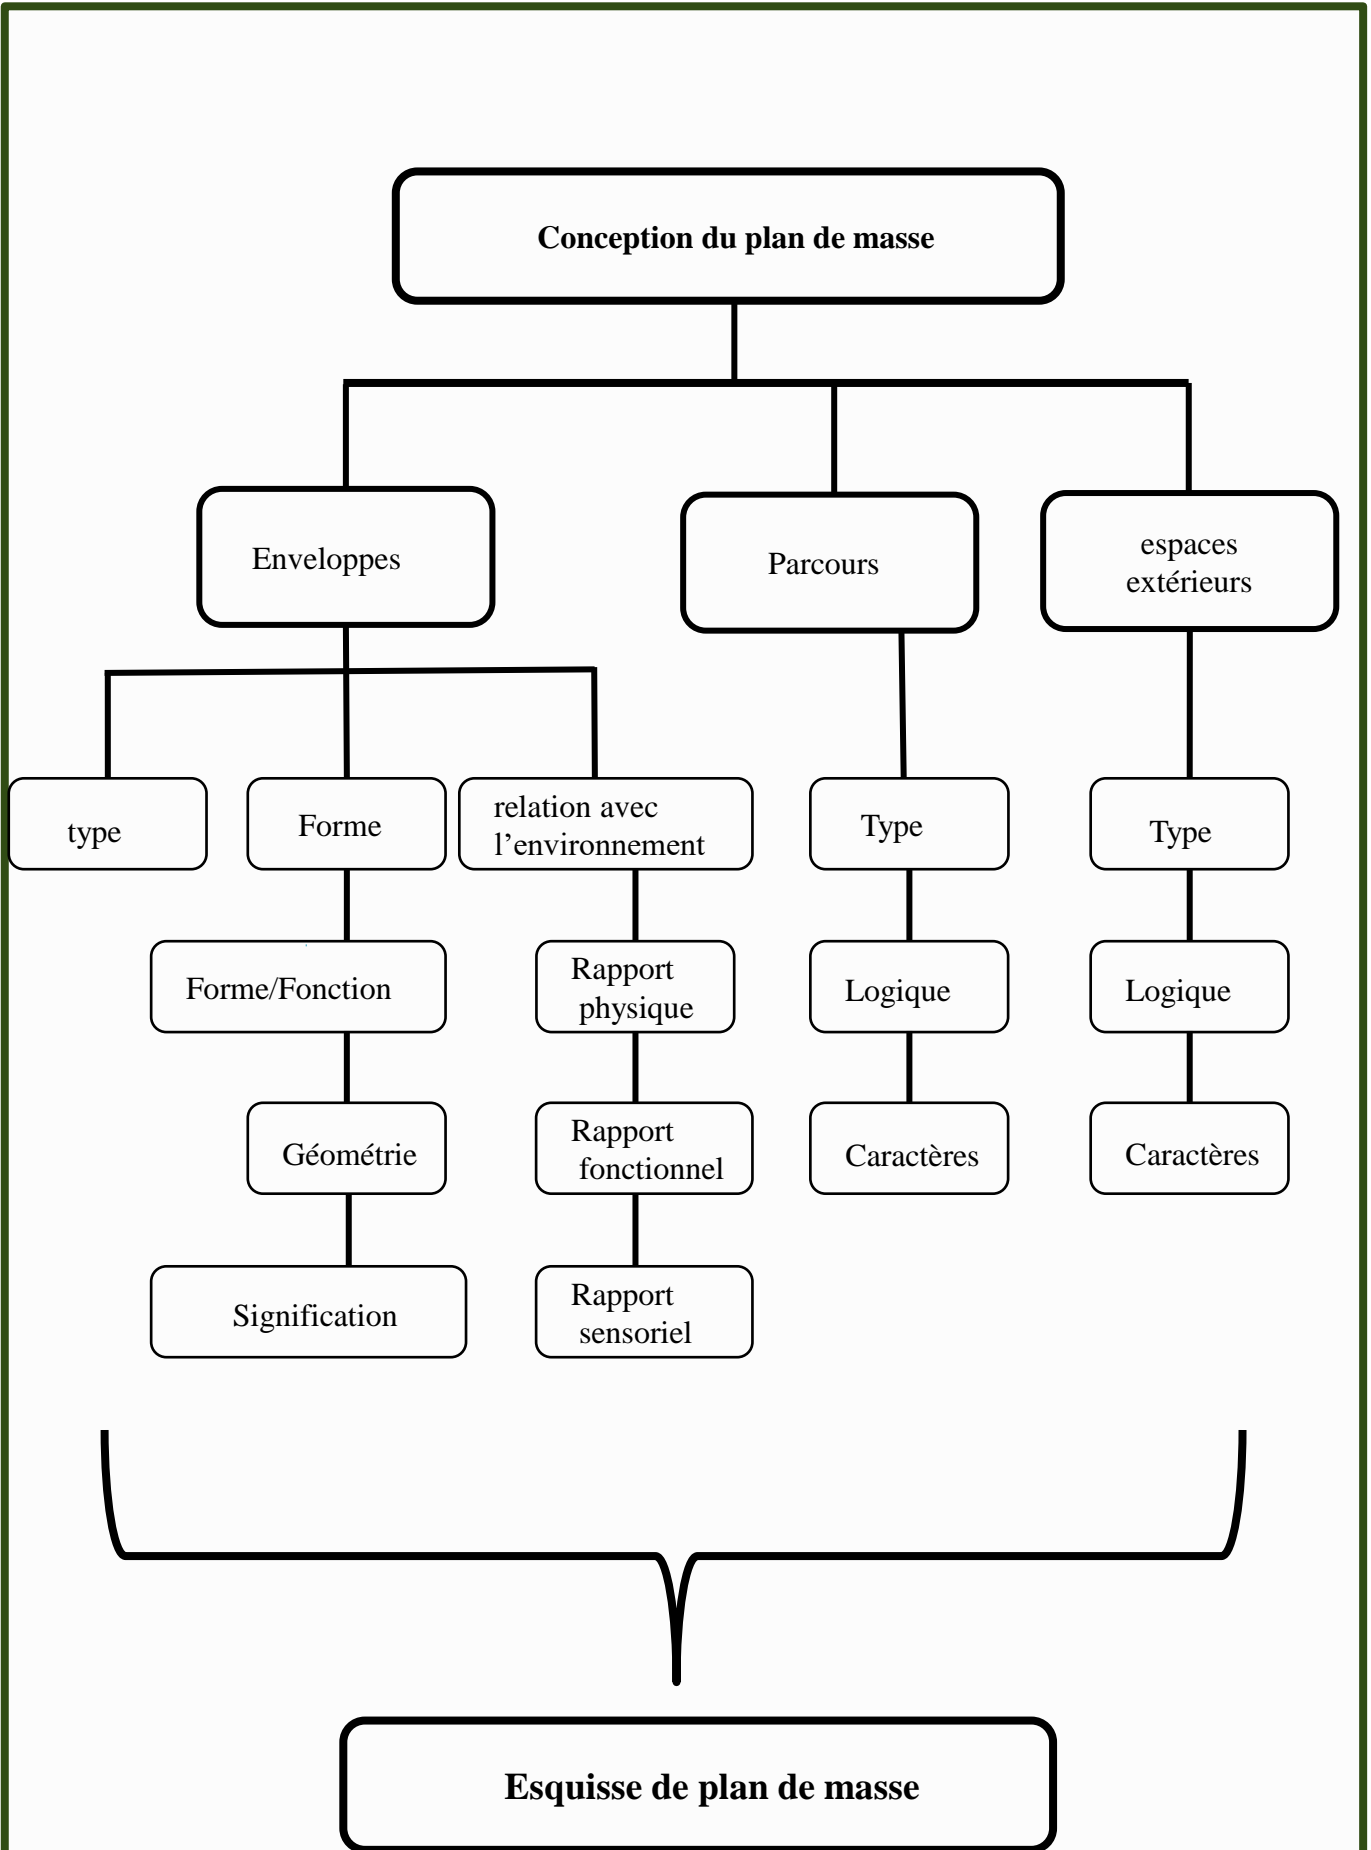 Conception du plan de masse
Enveloppes
Parcours
espaces
extérieurs
type
Forme
relation avec
l’environnement
Type
Type
Forme/Fonction
Rapport
physique
Logique
Logique
Géométrie
Rapport
fonctionnel
Caractères
Caractères
Signification
Rapport
sensoriel
Esquisse de plan de masse